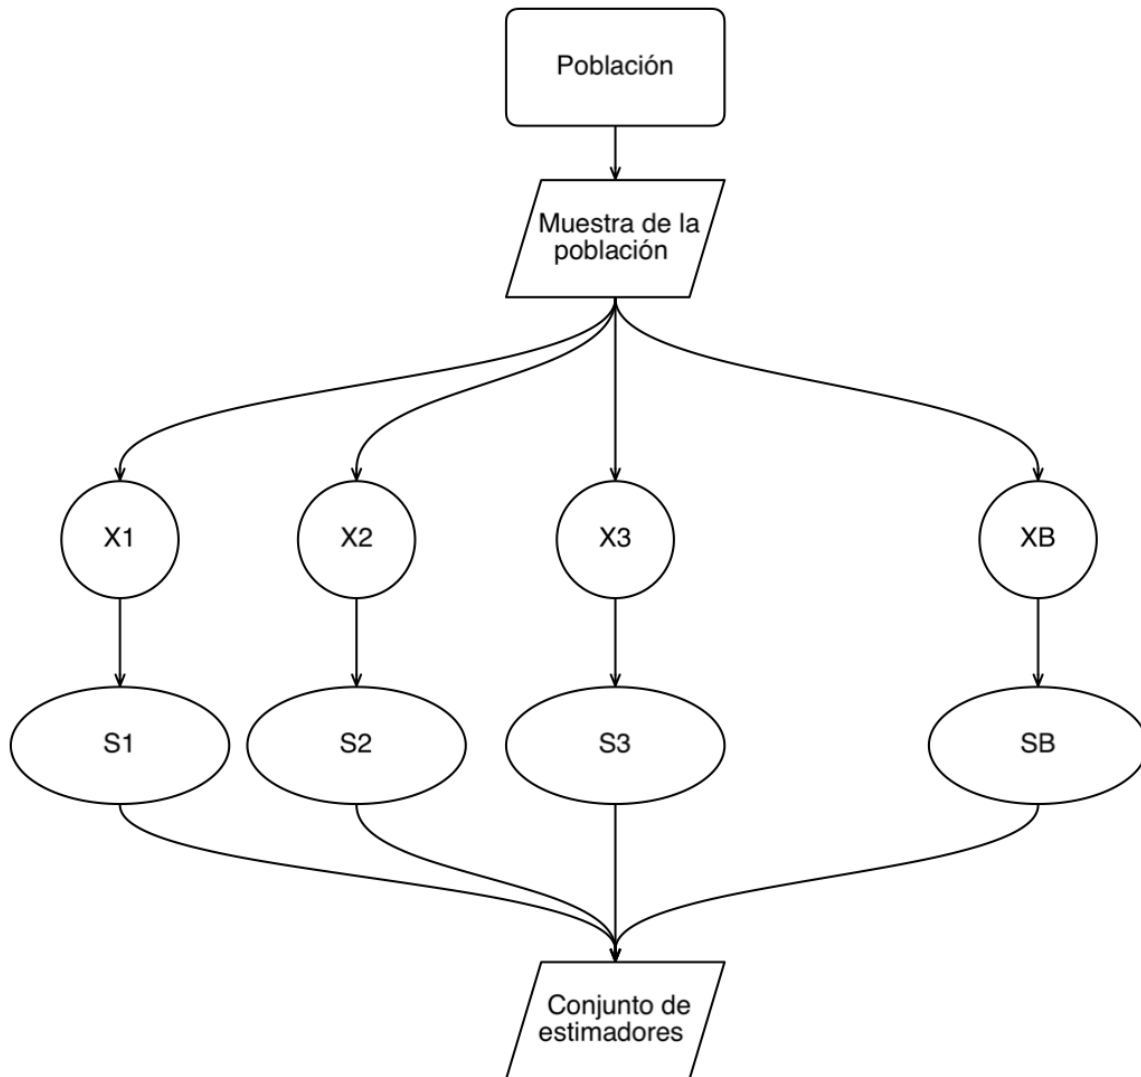 Población
Muestra de la
población
X1
X2
X3
XB
S1
S2
S3
SB
Conjunto de
estimadores